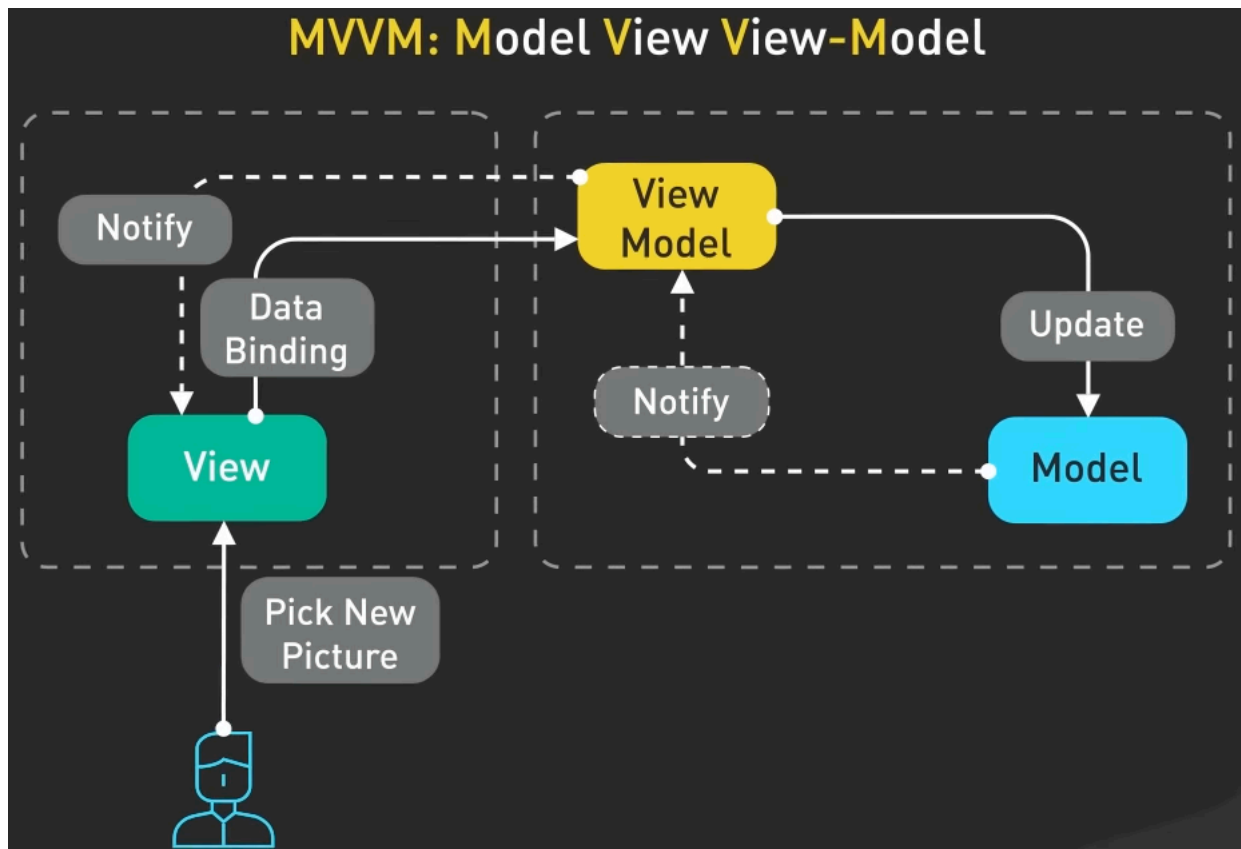 MVVM: Model View View-Model
Notify
Data
Binding
View
View
Model
Update
Notify
Model
Pick New
Picture